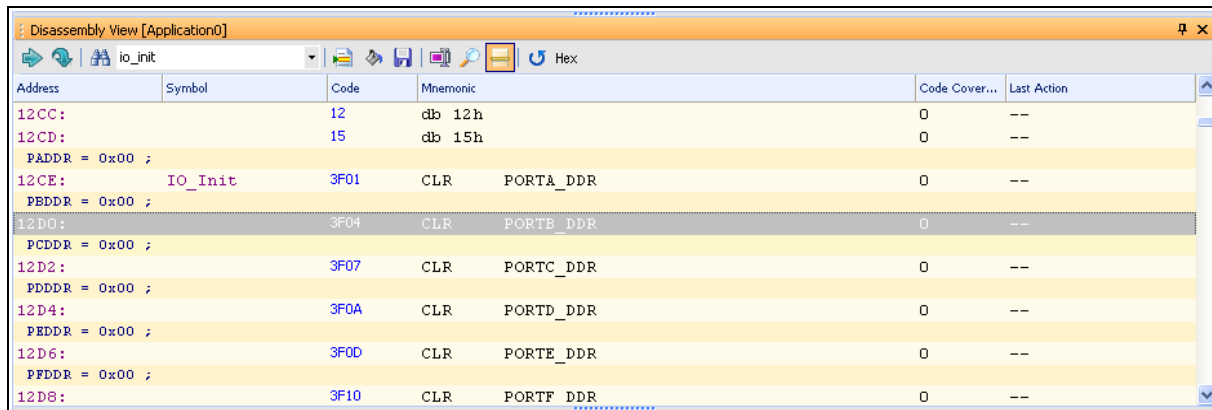 Disassembly View [Application0]
io_init Hex
Address Symbol Code Mnemonic Code Cover... Last Action
12CC: 12 db 12h 0 --
12CD: 15 db 15h 0 --
PADDR = 0x00 ;
12CE: IO_Init 3F01 CLR PORTA_DDR 0 --
PBDDR = 0x00 ;
12D0: 3F04 CLR PORTB_DDR 0 --
PCDDR = 0x00 ;
12D2: 3F07 CLR PORTC_DDR 0 --
PDDDR = 0x00 ;
12D4: 3F0A CLR PORTD_DDR 0 --
PEDDR = 0x00 ;
12D6: 3F0D CLR PORTE_DDR 0 --
PFDDR = 0x00 ;
12D8: 3F10 CLR PORTF_DDR 0 --